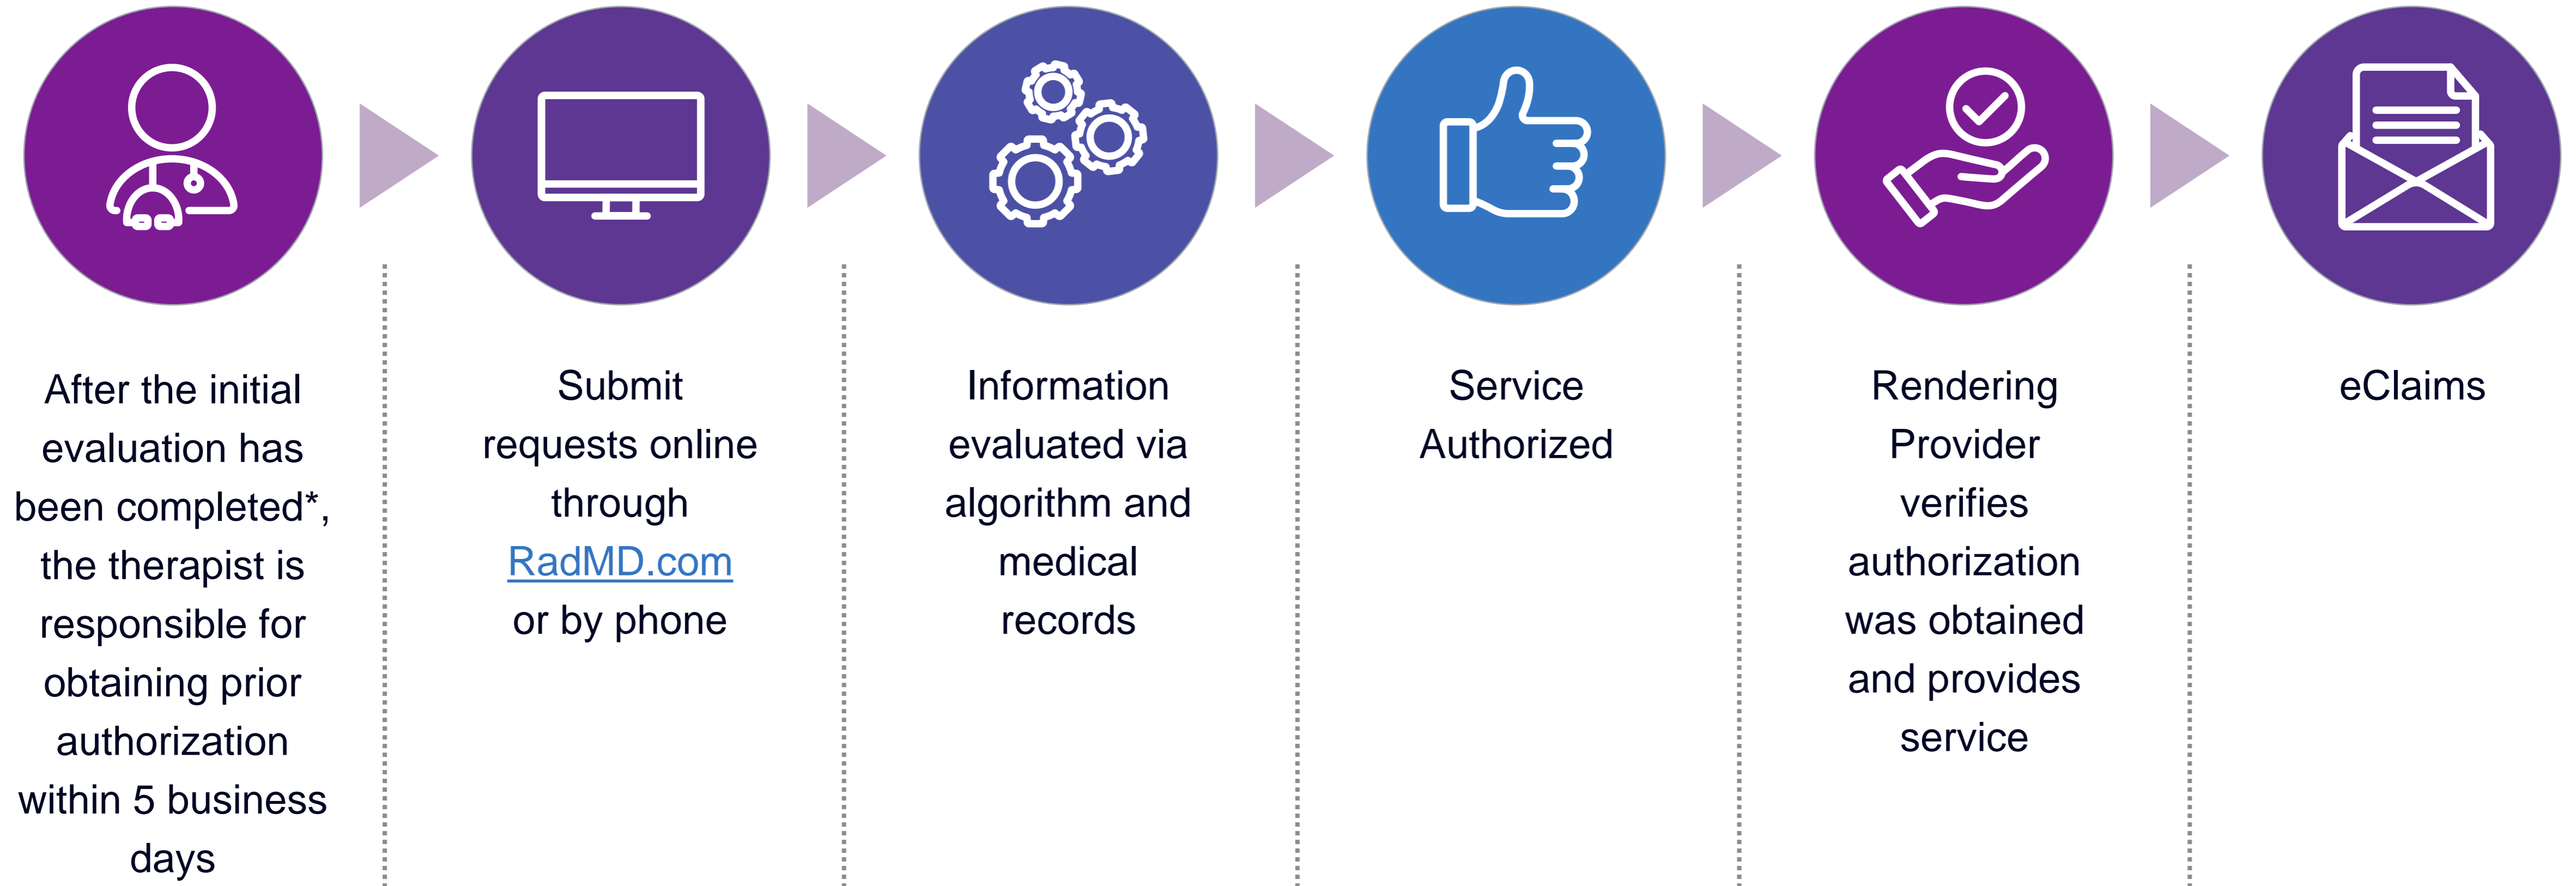 After the initial
evaluation has
been completed*,
the therapist is
responsible for
obtaining prior
authorization
within 5 business
days
Submit
requests online
through
RadMD.com
or by phone
Information
evaluated via
algorithm and
medical
records
Service
Authorized
Rendering
Provider
verifies
authorization
was obtained
and provides
service
eClaims